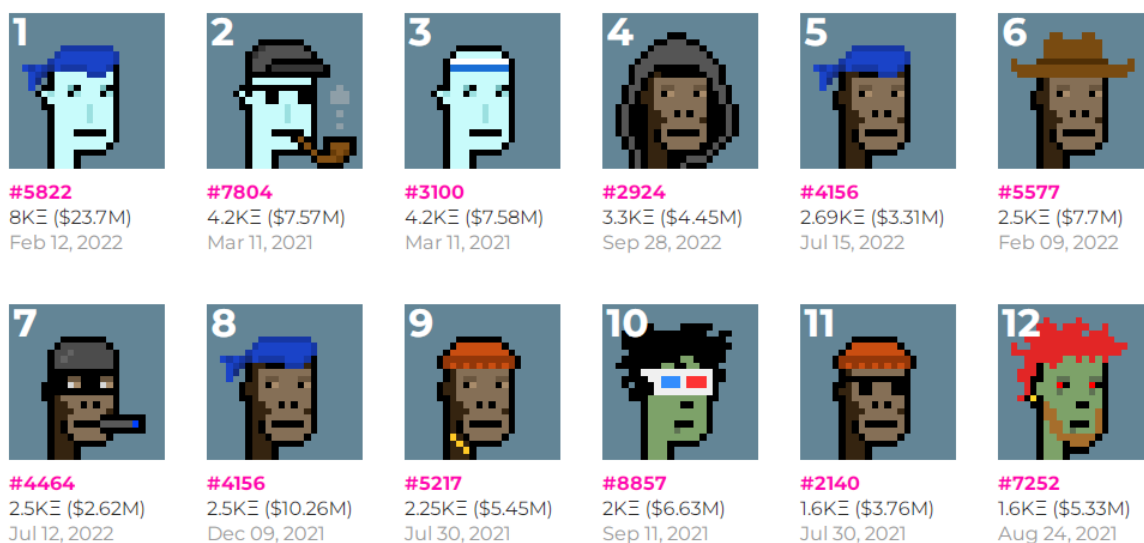 1
#5822
8KΞ ($23.7M)
Feb 12, 2022
2
#7804
4.2KΞ ($7.57M)
Mar 11, 2021
3
#3100
4.2KΞ ($7.58M)
Mar 11, 2021
4
#2924
3.3KΞ ($4.45M)
Sep 28, 2022
5
#4156
2.69KΞ ($3.31M)
Jul 15, 2022
6
#5577
2.5KΞ ($7.7M)
Feb 09, 2022
7
#4464
2.5KΞ ($2.62M)
Jul 12, 2022
8
#4156
2.5KΞ ($10.26M)
Dec 09, 2021
9
#5217
2.25KΞ ($5.45M)
Jul 30, 2021
10
#8857
2KΞ ($6.63M)
Sep 11, 2021
11
#2140
1.6KΞ ($3.76M)
Jul 30, 2021
12
#7252
1.6KΞ ($5.33M)
Aug 24, 2021